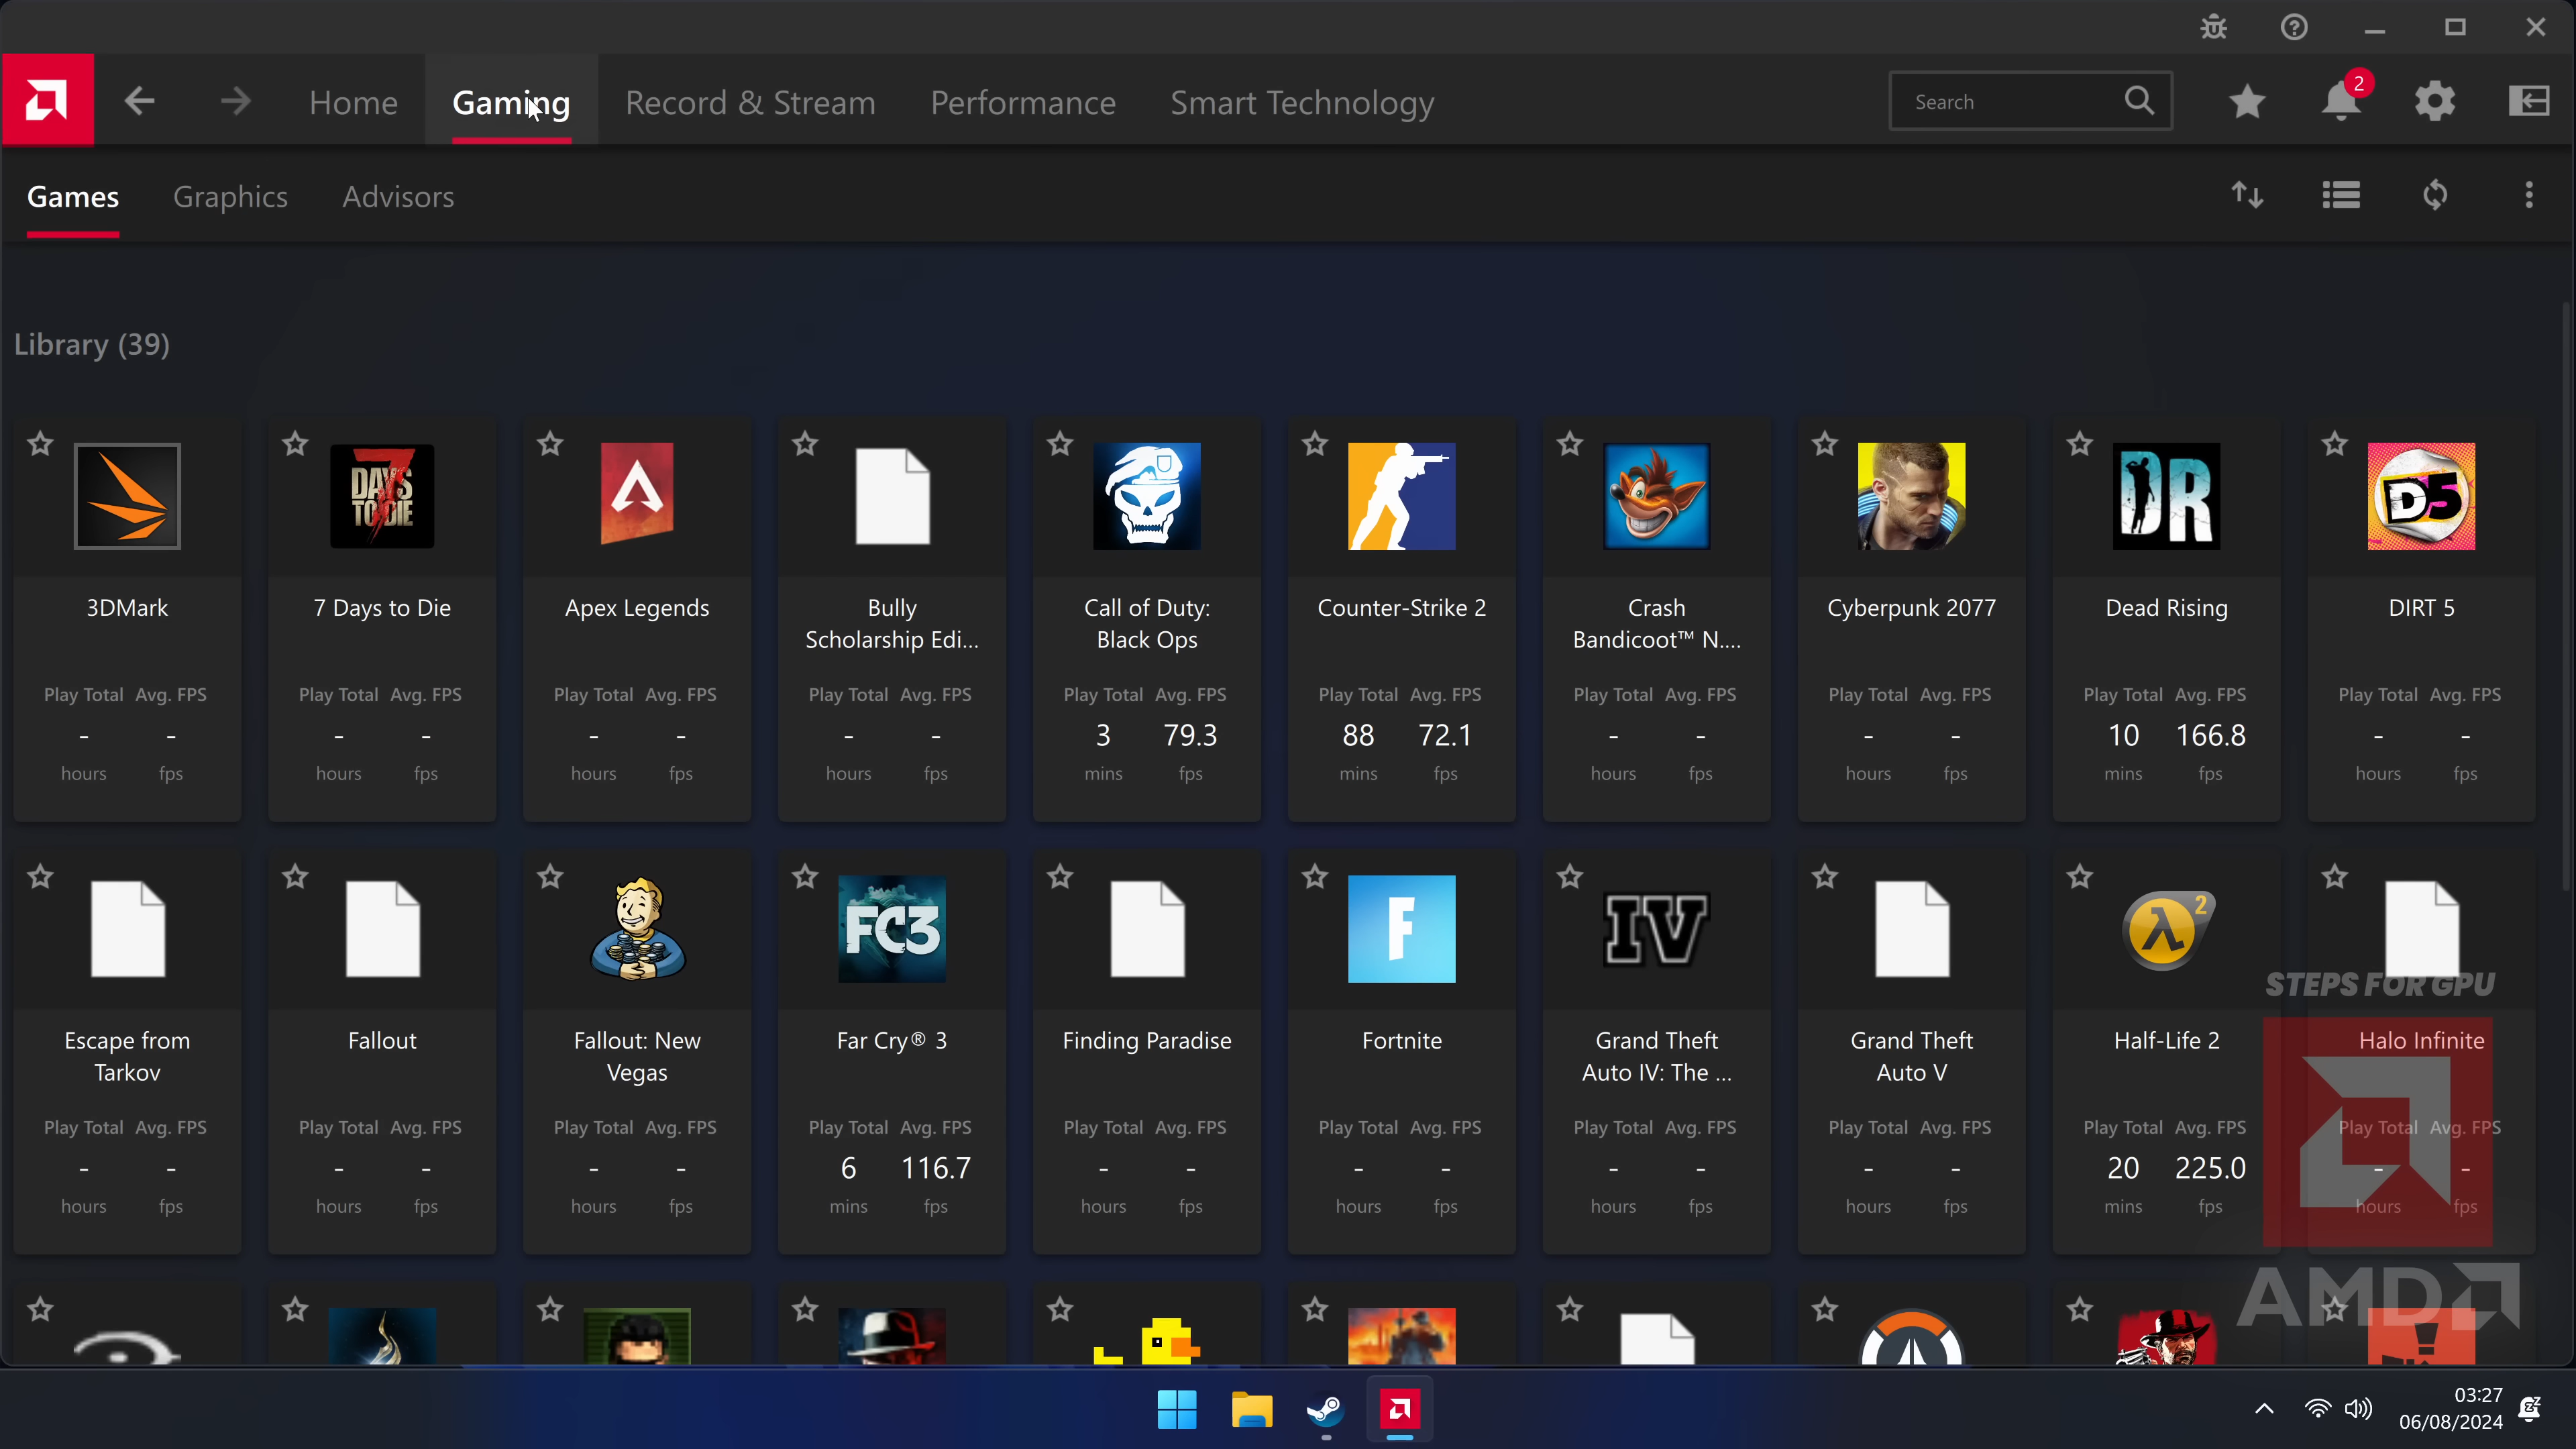 Home Gaming Record & Stream Performance Smart Technology Search 2
Games Graphics Advisors
Library (39)
DAYS TO DIE
DR
D5
3DMark
7 Days to Die
Apex Legends
Bully
Scholarship Edi...
Call of Duty:
Black Ops
Counter-Strike 2
Crash
Bandicoot™ N....
Cyberpunk 2077
Dead Rising
DIRT 5
Play Total Avg. FPS Play Total Avg. FPS Play Total Avg. FPS Play Total Avg. FPS Play Total Avg. FPS Play Total Avg. FPS Play Total Avg. FPS Play Total Avg. FPS Play Total Avg. FPS Play Total Avg. FPS
- - - - - - - - 3 79.3 88 72.1 - - - - 10 166.8 - -
hours fps hours fps hours fps hours fps mins fps mins fps hours fps hours fps mins fps hours fps
FC3
F
IV
λ2
STEPS FOR GPU
Escape from
Tarkov
Fallout
Fallout: New
Vegas
Far Cry® 3
Finding Paradise
Fortnite
Grand Theft
Auto IV: The ...
Grand Theft
Auto V
Half-Life 2
Halo Infinite
Play Total Avg. FPS Play Total Avg. FPS Play Total Avg. FPS Play Total Avg. FPS Play Total Avg. FPS Play Total Avg. FPS Play Total Avg. FPS Play Total Avg. FPS Play Total Avg. FPS Play Total Avg. FPS
- - - - - - 6 116.7 - - - - - - - - 20 225.0 - -
hours fps hours fps hours fps mins fps hours fps hours fps hours fps hours fps mins fps hours fps
AMD
03:27
06/08/2024